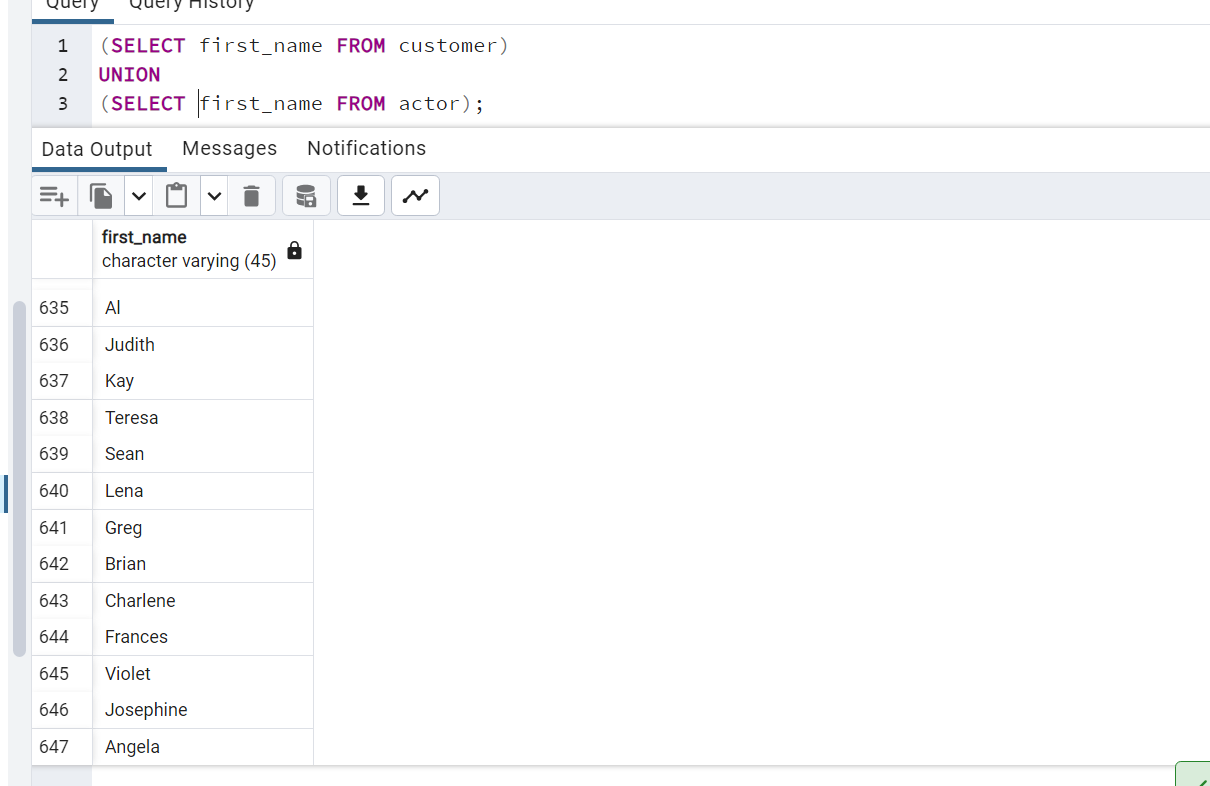 Query Query History
1 (SELECT first_name FROM customer)
2 UNION
3 (SELECT first_name FROM actor);
Data Output Messages Notifications
first_name
character varying (45)
635 Al
636 Judith
637 Kay
638 Teresa
639 Sean
640 Lena
641 Greg
642 Brian
643 Charlene
644 Frances
645 Violet
646 Josephine
647 Angela